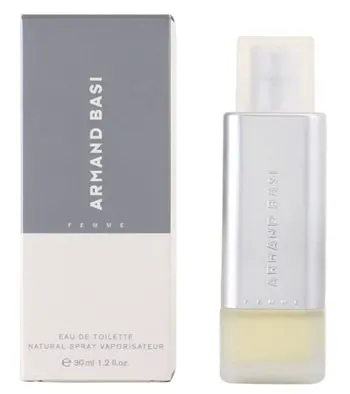 ARMAND BASI
FEMME
EAU DE TOILETTE
NATURAL SPRAY VAPORISATEUR
℮ 30ml 1.2 fl.oz.
ARMAND BASI
FEMME